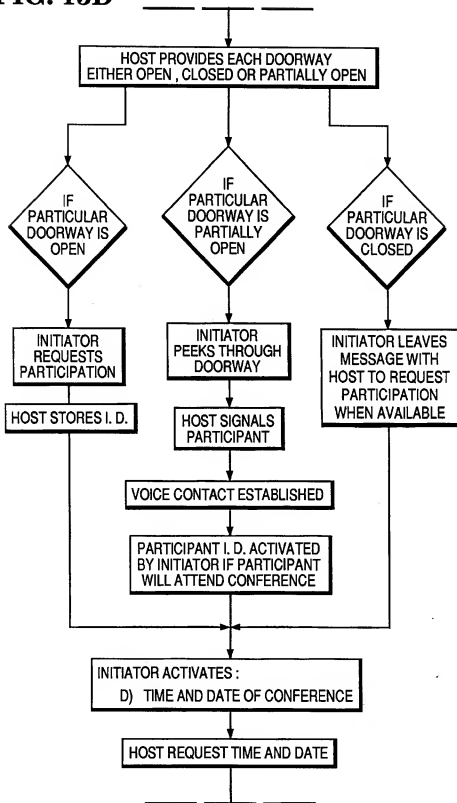 HOST PROVIDES EACH DOORWAY
EITHER OPEN , CLOSED OR PARTIALLY OPEN
IF
PARTICULAR
DOORWAY IS
OPEN
IF
PARTICULAR
DOORWAY IS
PARTIALLY
OPEN
IF
PARTICULAR
DOORWAY IS
CLOSED
INITIATOR
REQUESTS
PARTICIPATION
HOST STORES I. D.
INITIATOR
PEEKS THROUGH
DOORWAY
HOST SIGNALS
PARTICIPANT
VOICE CONTACT ESTABLISHED
PARTICIPANT I. D. ACTIVATED
BY INITIATOR IF PARTICIPANT
WILL ATTEND CONFERENCE
INITIATOR LEAVES
MESSAGE WITH
HOST TO REQUEST
PARTICIPATION
WHEN AVAILABLE
INITIATOR ACTIVATES :
D) TIME AND DATE OF CONFERENCE
HOST REQUEST TIME AND DATE